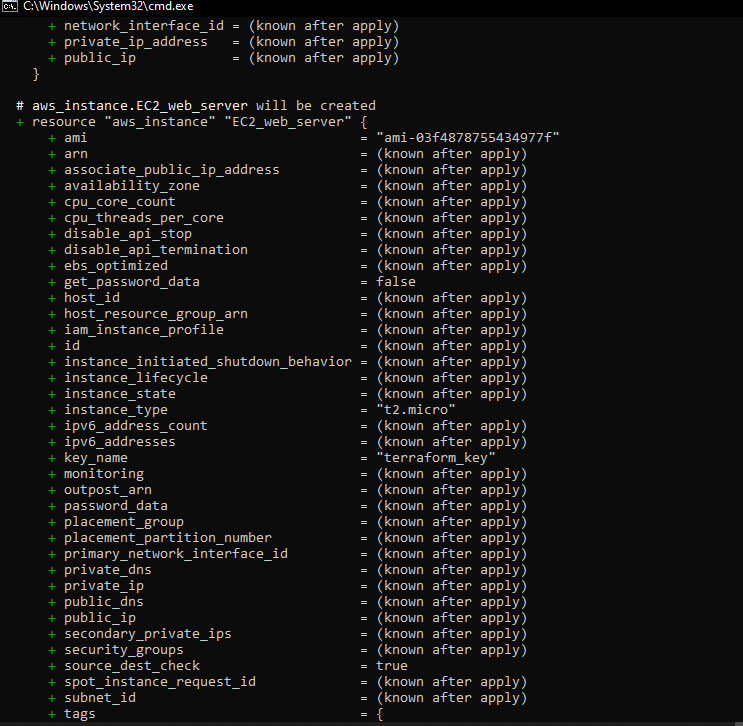 C:\Windows\System32\cmd.exe
+ network_interface_id = (known after apply)
+ private_ip_address = (known after apply)
+ public_ip = (known after apply)
}
# aws_instance.EC2_web_server will be created
+ resource "aws_instance" "EC2_web_server" {
+ ami = "ami-03f4878755434977f"
+ arn = (known after apply)
+ associate_public_ip_address = (known after apply)
+ availability_zone = (known after apply)
+ cpu_core_count = (known after apply)
+ cpu_threads_per_core = (known after apply)
+ disable_api_stop = (known after apply)
+ disable_api_termination = (known after apply)
+ ebs_optimized = (known after apply)
+ get_password_data = false
+ host_id = (known after apply)
+ host_resource_group_arn = (known after apply)
+ iam_instance_profile = (known after apply)
+ id = (known after apply)
+ instance_initiated_shutdown_behavior = (known after apply)
+ instance_lifecycle = (known after apply)
+ instance_state = (known after apply)
+ instance_type = "t2.micro"
+ ipv6_address_count = (known after apply)
+ ipv6_addresses = (known after apply)
+ key_name = "terraform_key"
+ monitoring = (known after apply)
+ outpost_arn = (known after apply)
+ password_data = (known after apply)
+ placement_group = (known after apply)
+ placement_partition_number = (known after apply)
+ primary_network_interface_id = (known after apply)
+ private_dns = (known after apply)
+ private_ip = (known after apply)
+ public_dns = (known after apply)
+ public_ip = (known after apply)
+ secondary_private_ips = (known after apply)
+ security_groups = (known after apply)
+ source_dest_check = true
+ spot_instance_request_id = (known after apply)
+ subnet_id = (known after apply)
+ tags = {